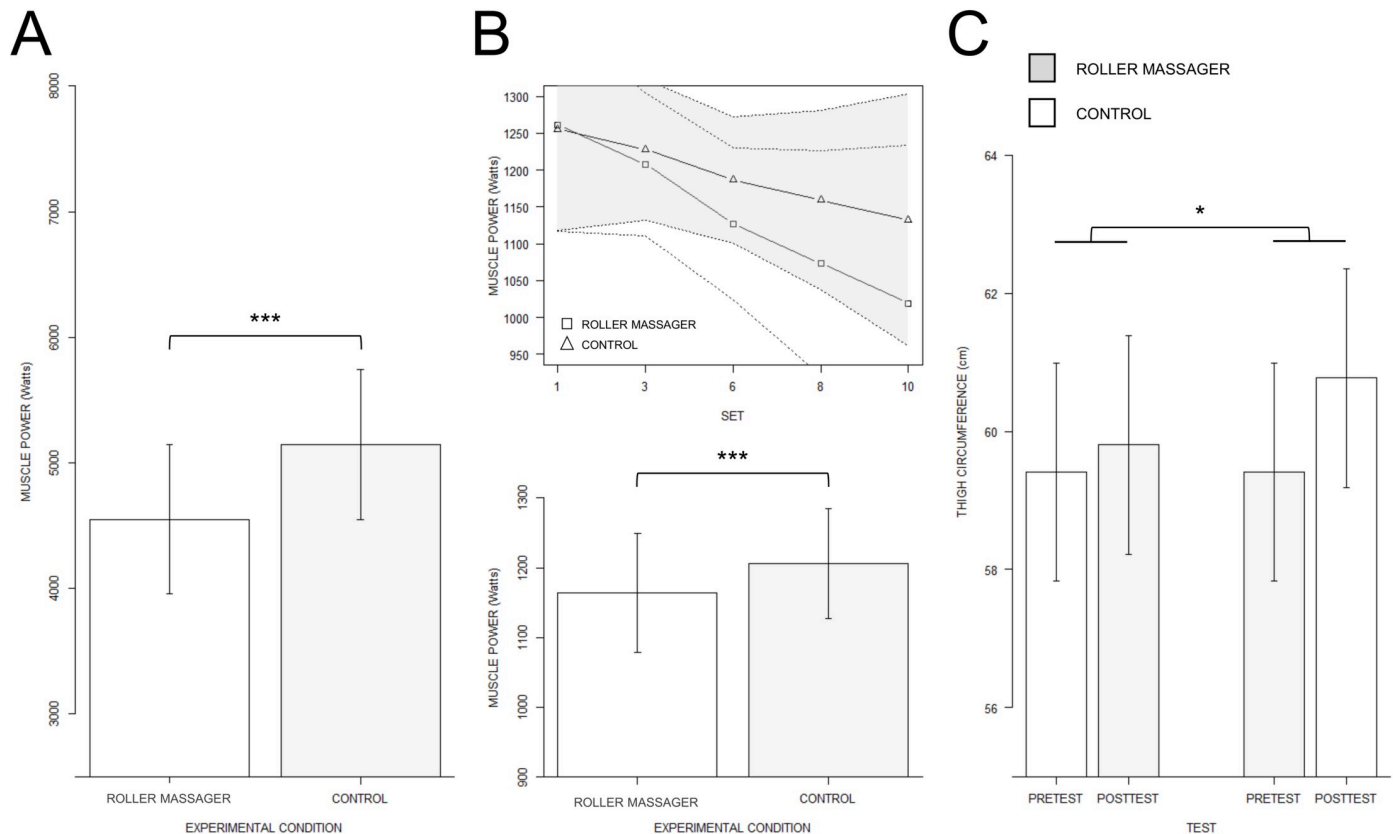 A
8000
7000
6000
5000
4000
3000
MUSCLE POWER (Watts)
***
ROLLER MASSAGER
CONTROL
EXPERIMENTAL CONDITION
B
1300
1250
1200
1150
1100
1050
1000
950
MUSCLE POWER (Watts)
ROLLER MASSAGER
CONTROL
1
3
6
8
10
SET
***
1300
1200
1100
1000
900
MUSCLE POWER (Watts)
ROLLER MASSAGER
CONTROL
EXPERIMENTAL CONDITION
C
ROLLER MASSAGER
CONTROL
64
62
60
58
56
THIGH CIRCUMFERENCE (cm)
*
PRETEST
POSTTEST
PRETEST
POSTTEST
TEST